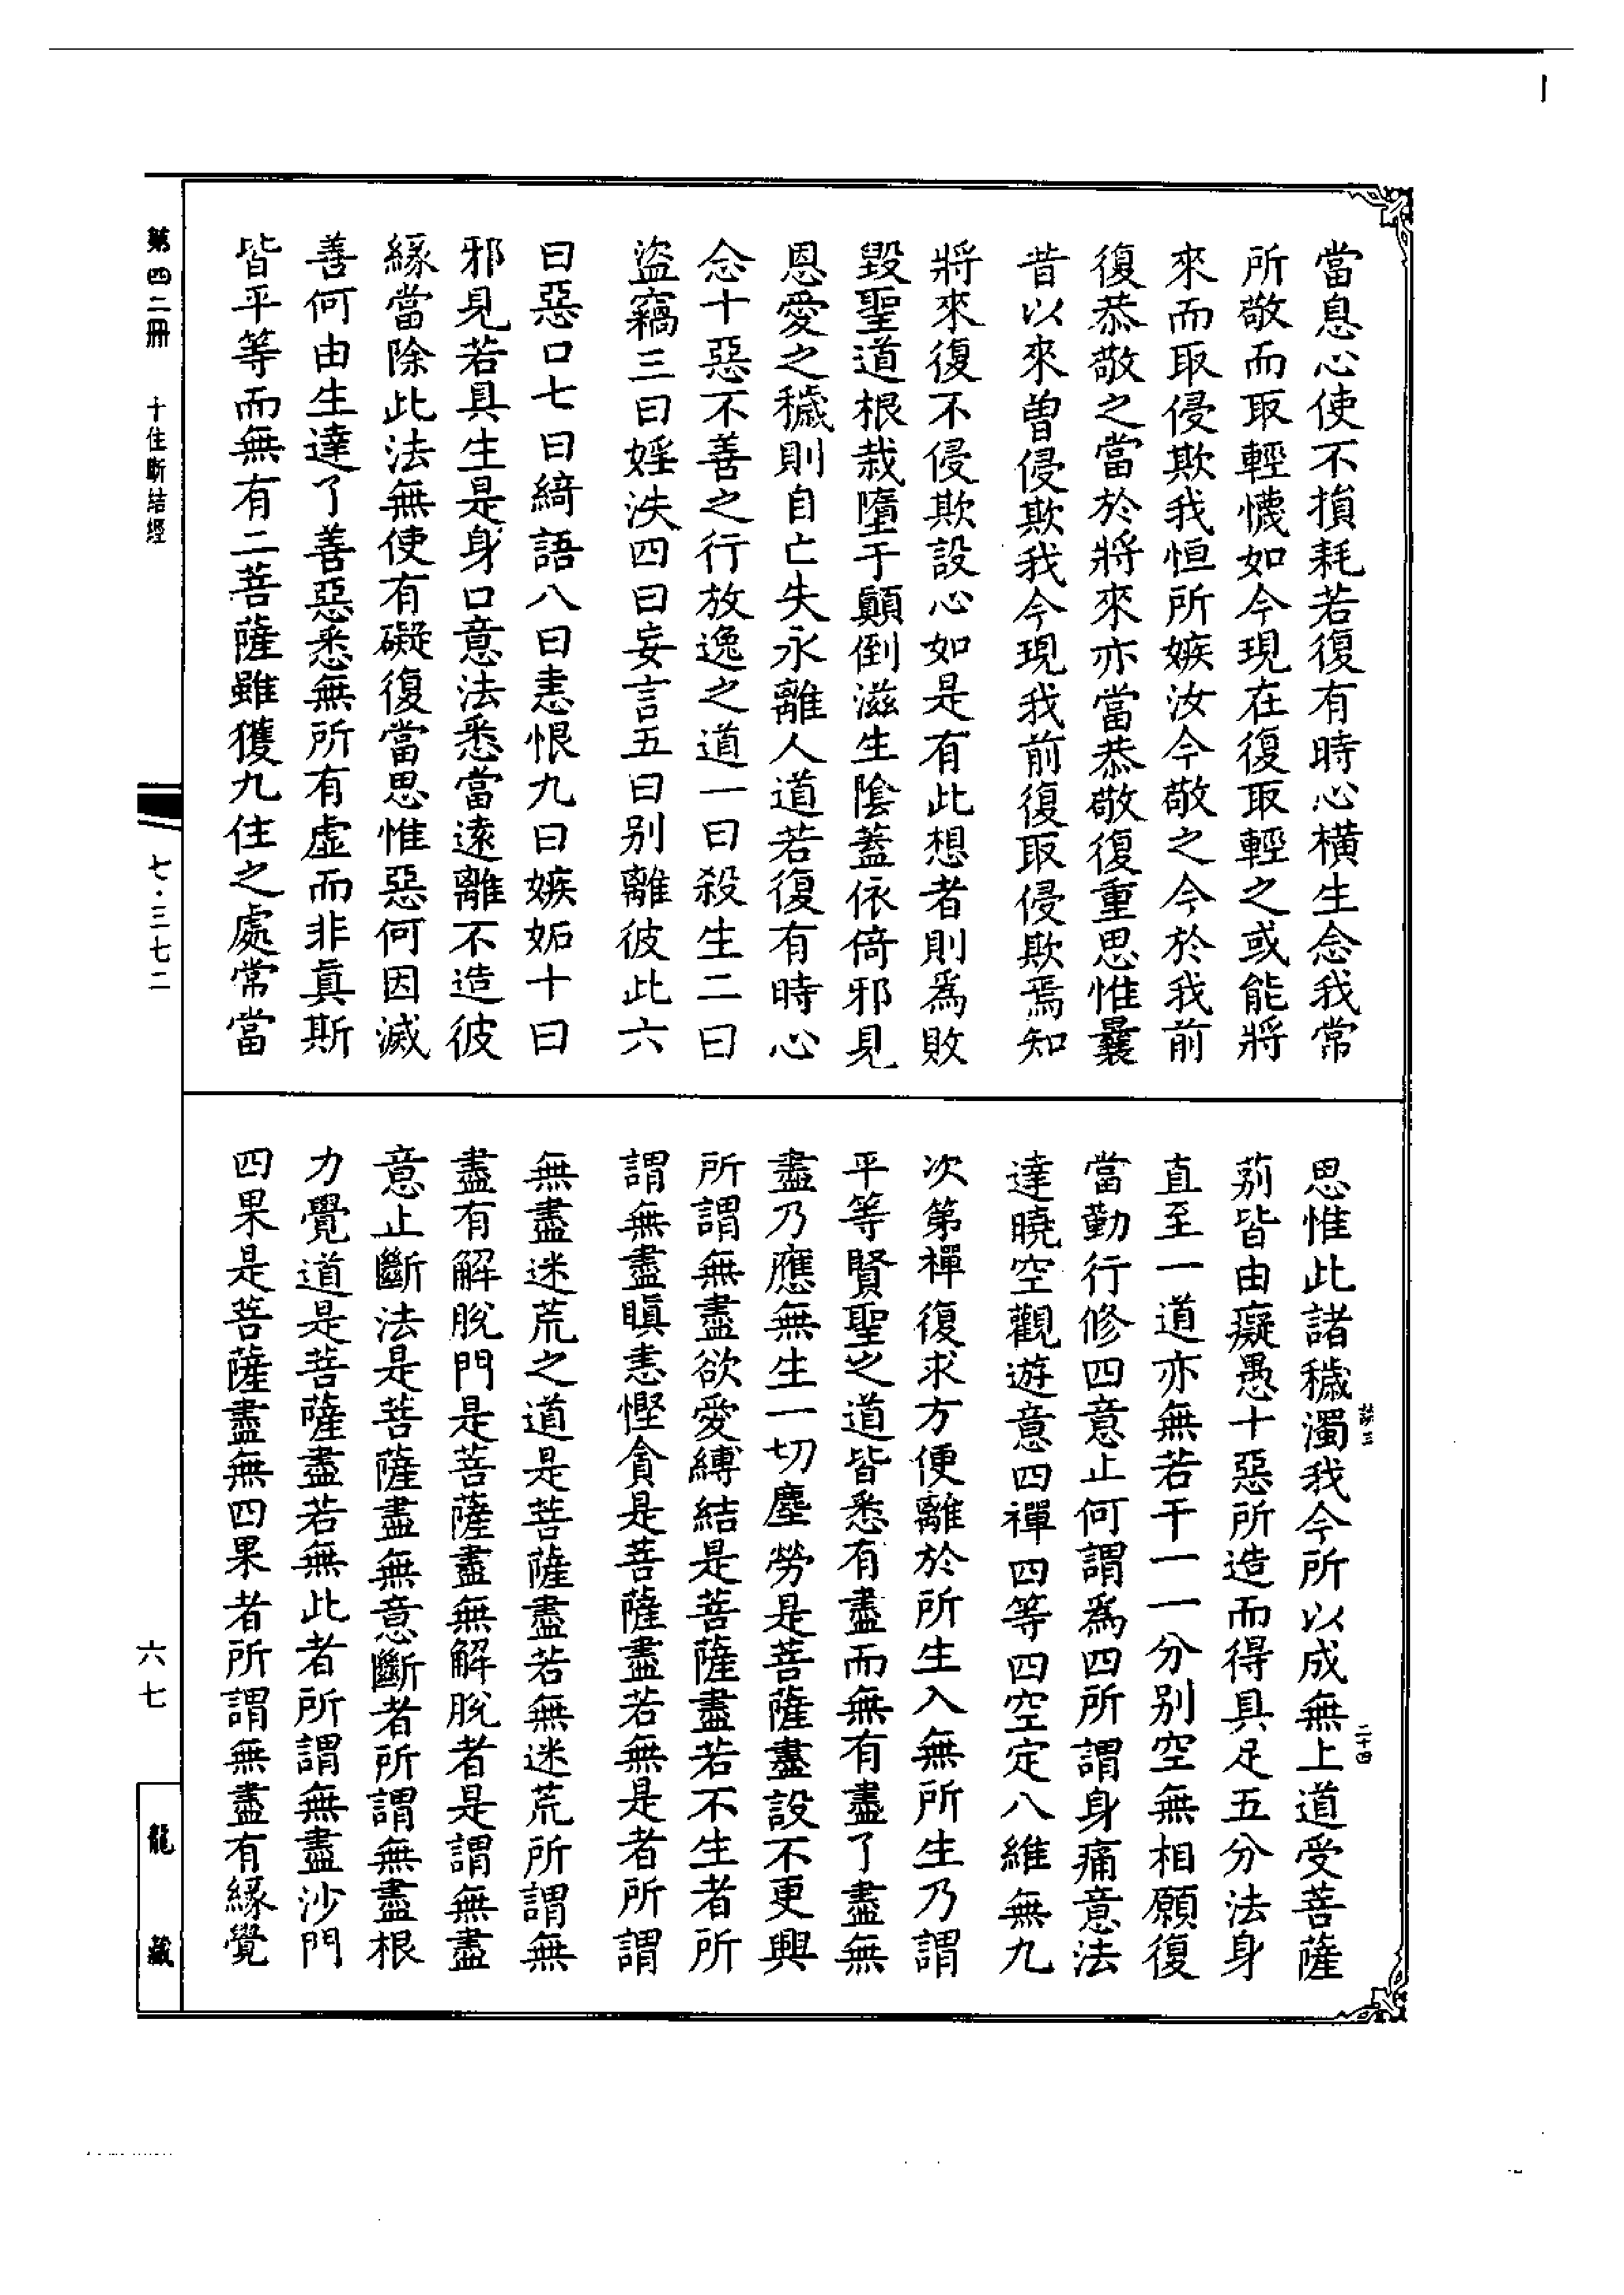 當息心使不損耗若復有時心橫生念我常
所敬而取輕懱如今現在復取輕之或能將
來而取侵欺我恒所嫉汝今敬之今於我前
復恭敬之當於將來亦當恭敬復重思惟曩
昔以來曾侵欺我今現我前復取侵欺焉知
將來復不侵欺設心如是有此想者則為敗
毀聖道根栽墮于顛倒滋生陰蓋依倚邪見
恩愛之穢則自亡失永離人道若復有時心
念十惡不善之行放逸之道一曰殺生二曰
盜竊三曰婬泆四曰妄言五曰別離彼此六
曰惡口七曰綺語八曰恚恨九曰嫉妬十曰
邪見若具生是身口意法悉當遠離不造彼
緣當除此法無使有礙復當思惟惡何因滅
善何由生達了善惡悉無所有虛而非真斯
皆平等而無有二菩薩雖獲九住之處常當
思惟此諸穢濁我今所以成無上道受菩薩
莂皆由癡愚十惡所造而得具足五分法身
直至一道亦無若干一一分別空無相願復
當勤行修四意止何謂為四所謂身痛意法
達曉空觀遊意四禪四等四空定八維無九
次第禪復求方便離於所生入無所生乃謂
平等賢聖之道皆悉有盡而無有盡了盡無
盡乃應無生一切塵勞是菩薩盡設不更興
所謂無盡欲愛縛結是菩薩盡若不生者所
謂無盡瞋恚慳貪是菩薩盡若無是者所謂
無盡迷荒之道是菩薩盡若無迷荒所謂無
盡有解脫門是菩薩盡無解脫者是謂無盡
意止斷法是菩薩盡無意斷者所謂無盡根
力覺道是菩薩盡若無此者所謂無盡沙門
四果是菩薩盡無四果者所謂無盡有緣覺
二十四
第四二冊 十住斷結經
七·三七二
六七
龍藏